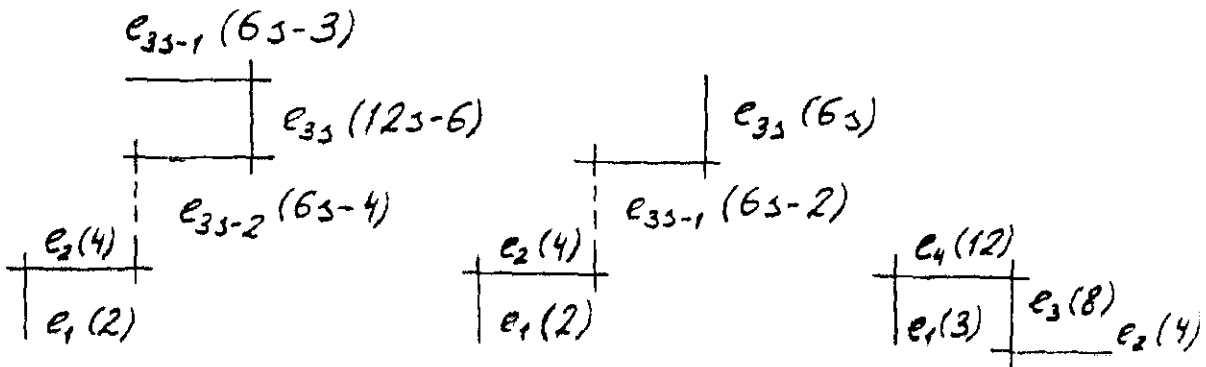 e₃ₛ₋₁ (6s-3)
e₃ₛ (12s-6)
e₃ₛ₋₂ (6s-4)
e₂(4)
e₁(2)
e₃ₛ (6s)
e₃ₛ₋₁ (6s-2)
e₂(4)
e₁(2)
e₄(12)
e₁(3)
e₃(8)
e₂(4)